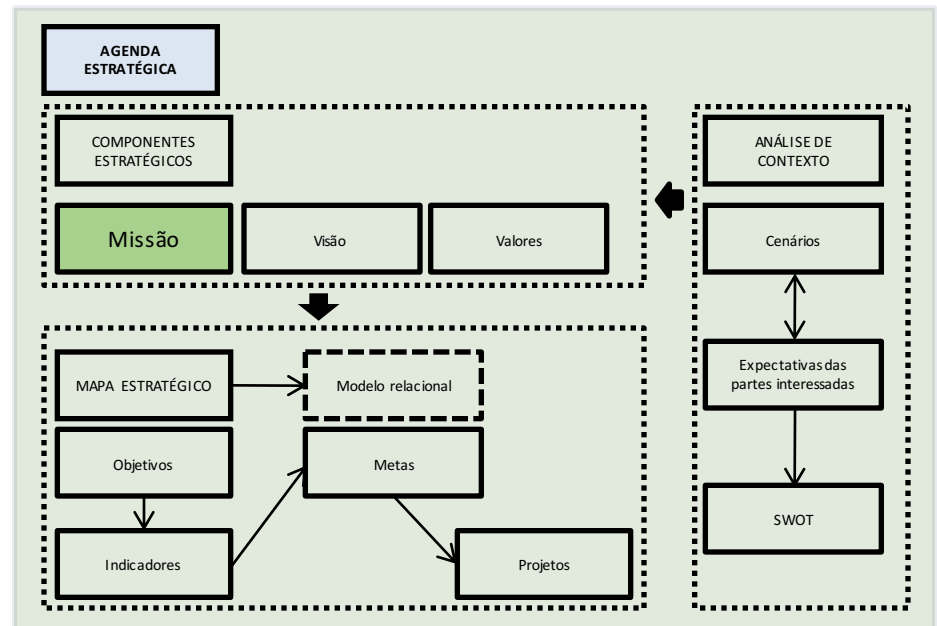 AGENDA
ESTRATÉGICA
COMPONENTES
ESTRATÉGICOS
Missão
Visão
Valores
MAPA ESTRATÉGICO
Modelo relacional
Objetivos
Metas
Indicadores
Projetos
ANÁLISE DE
CONTEXTO
Cenários
Expectativas das
partes interessadas
SWOT